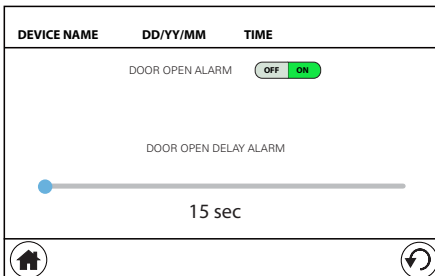 DEVICE NAME DD/YY/MM TIME
DOOR OPEN ALARM OFF ON
DOOR OPEN DELAY ALARM
15 sec